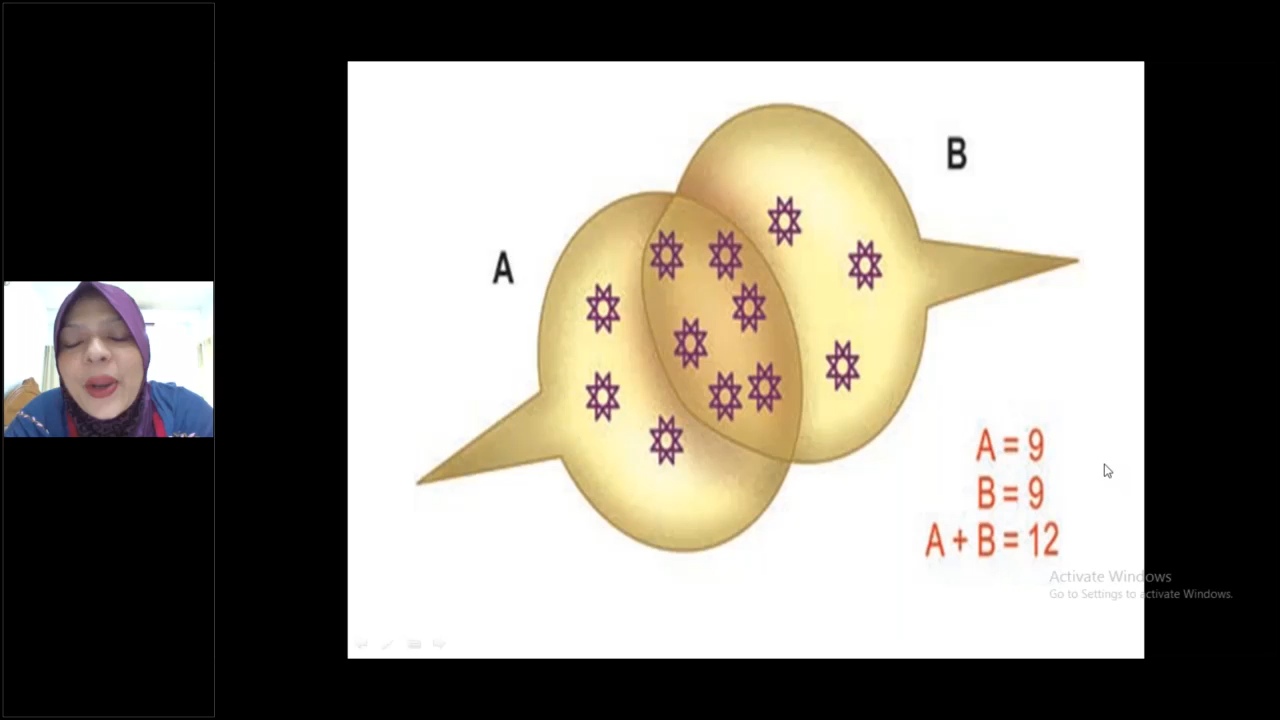 B
A
A = 9
B = 9
A + B = 12
Activate Windows
Go to Settings to activate Windows.